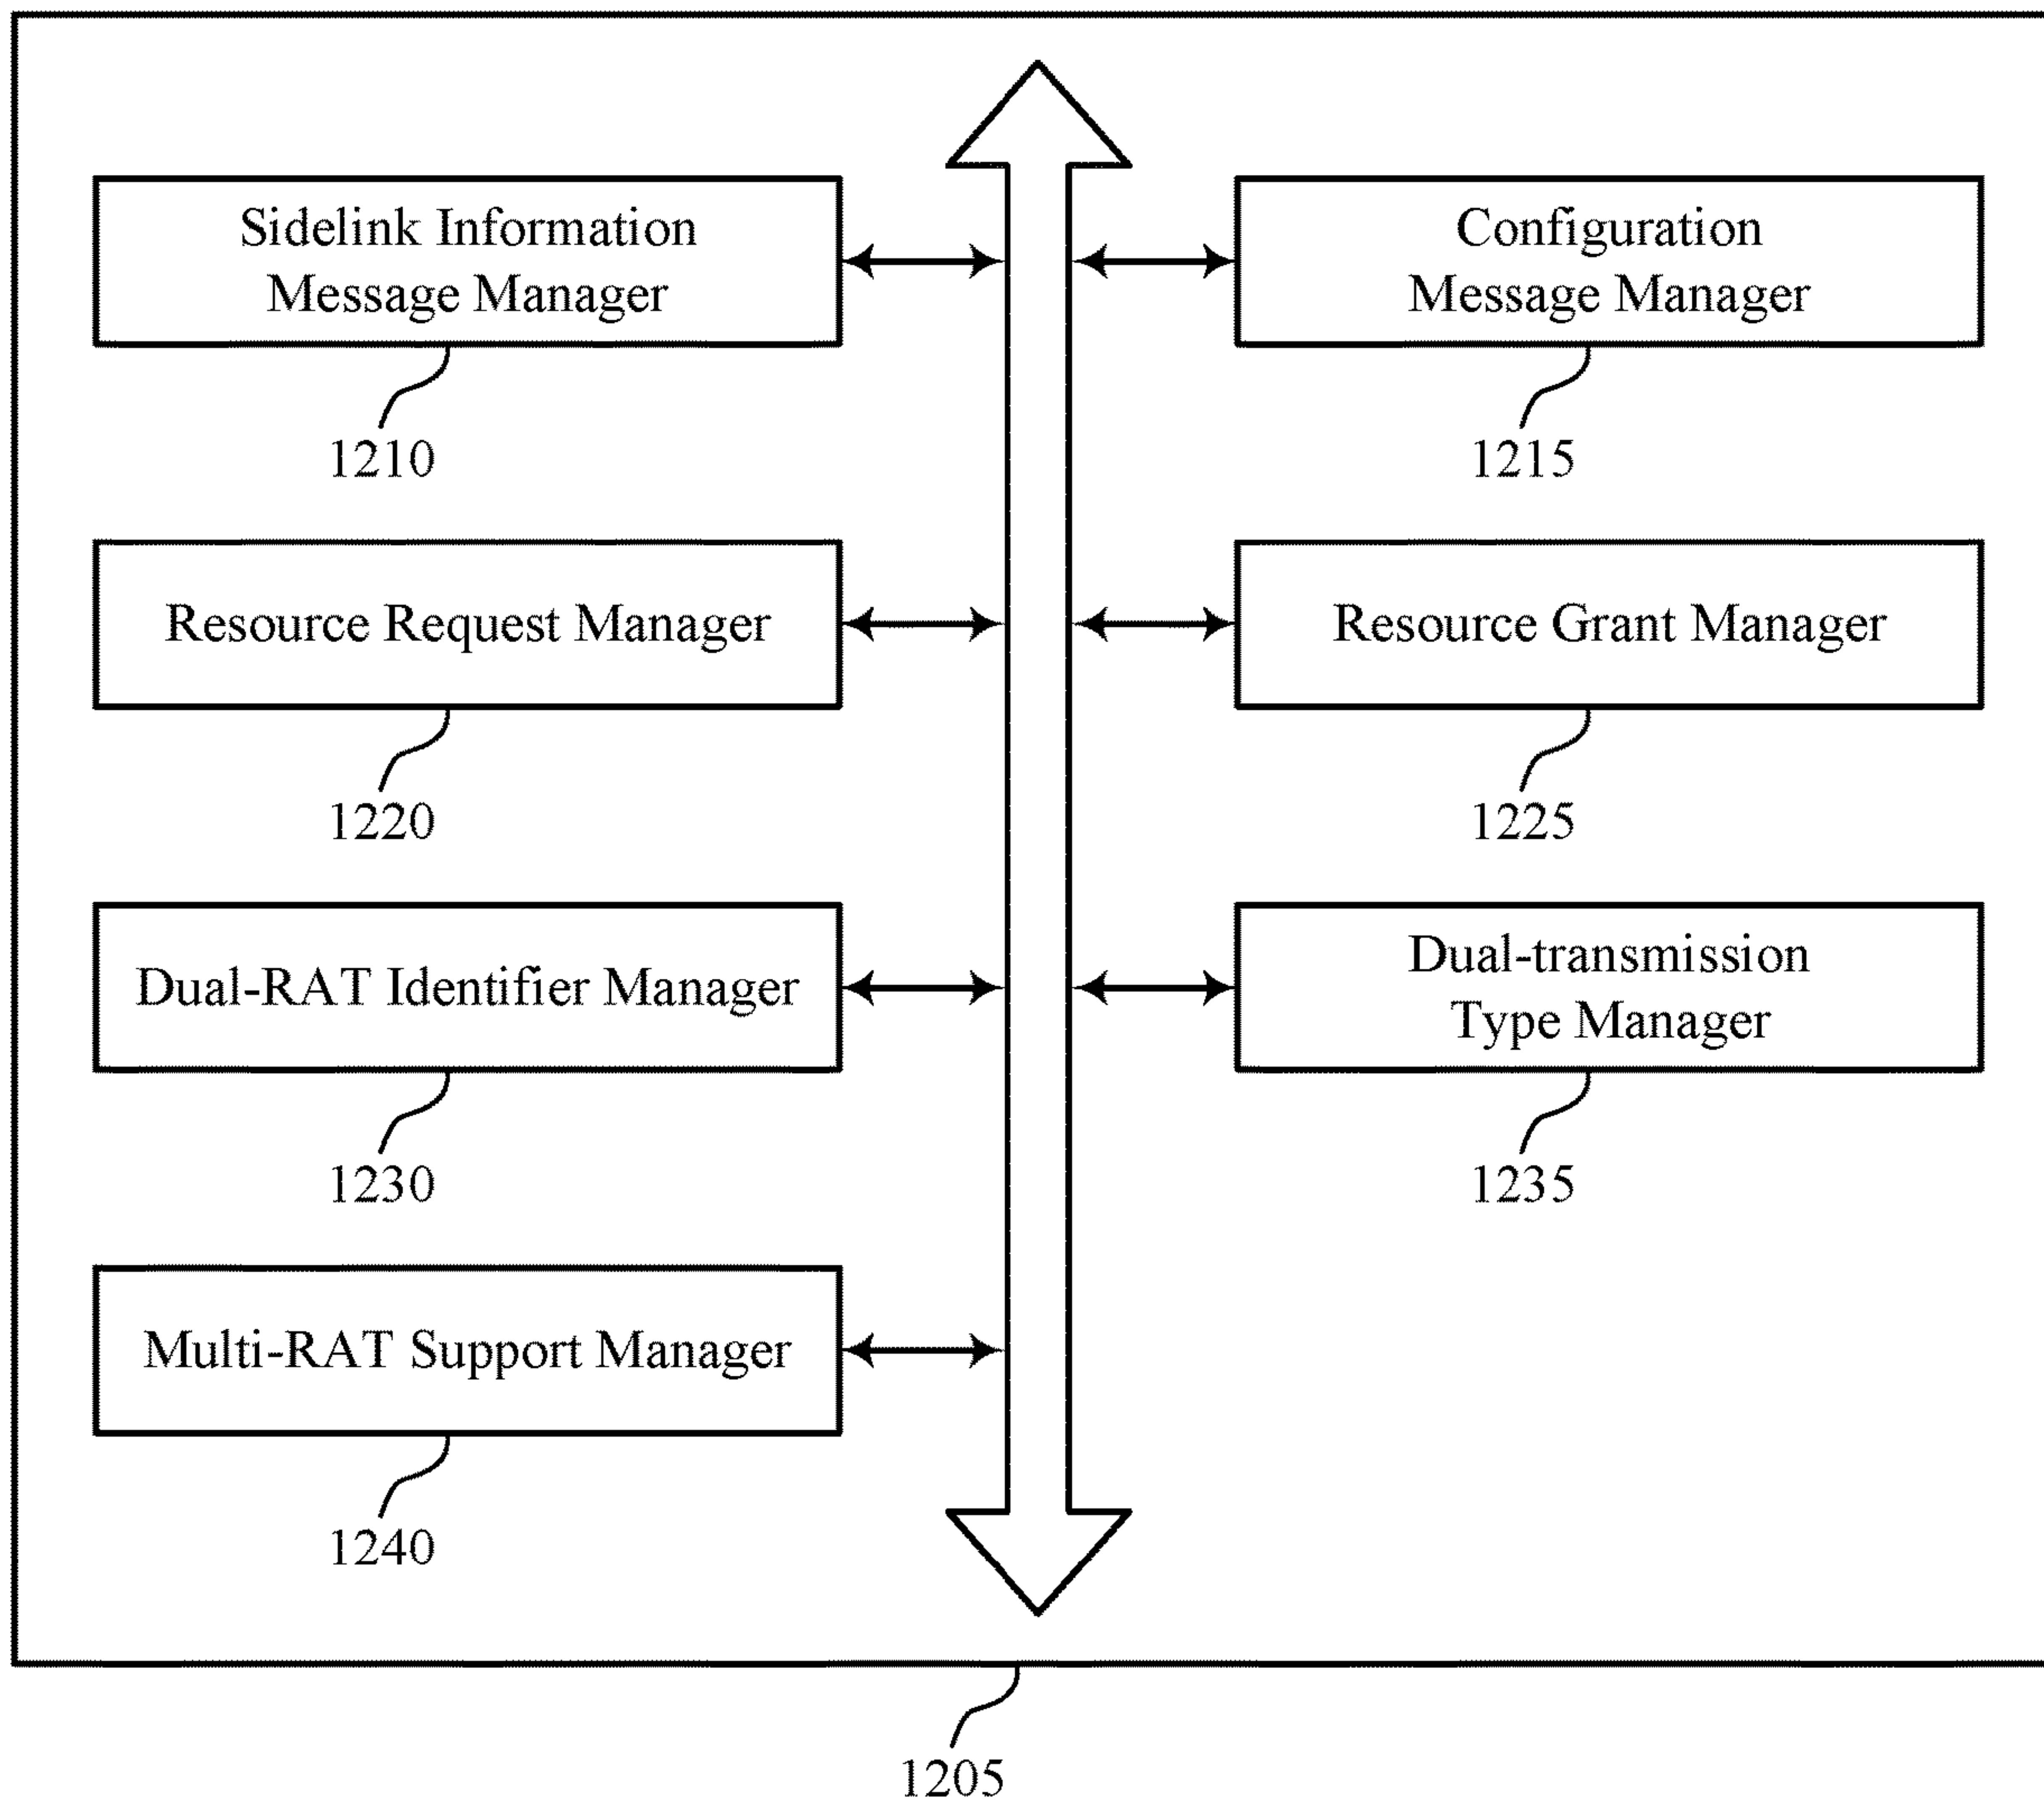 Sidelink Information
Message Manager
1210
Configuration
Message Manager
1215
Resource Request Manager
1220
Resource Grant Manager
1225
Dual-RAT Identifier Manager
1230
Dual-transmission
Type Manager
1235
Multi-RAT Support Manager
1240
1205